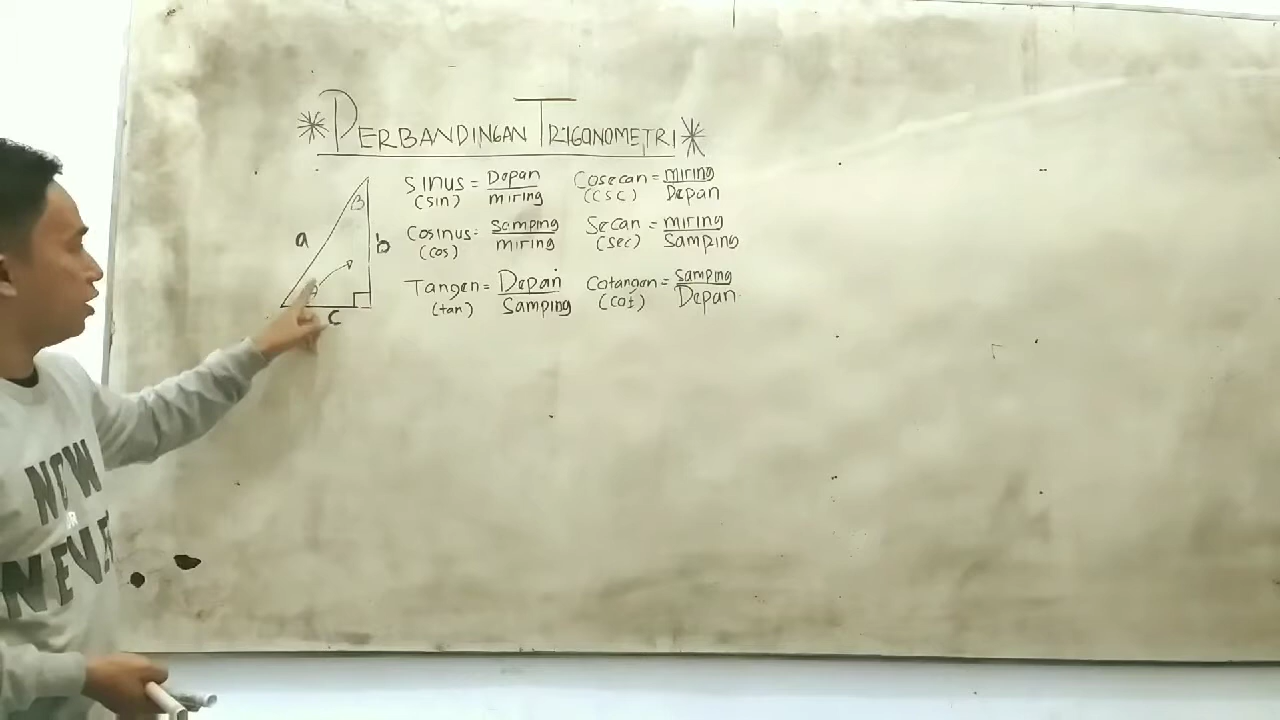 * PERBANDINGAN TRIGONOMETRI *
Sinus = Depan / miring
(sin)
Cosecan = miring / Depan
(csc)
Cosinus = Samping / miring
(cos)
Secan = miring / Samping
(sec)
Tangen = Depan / Samping
(tan)
Cotangen = Samping / Depan
(cot)
B
a
b
c
NOW
OR
NEVER